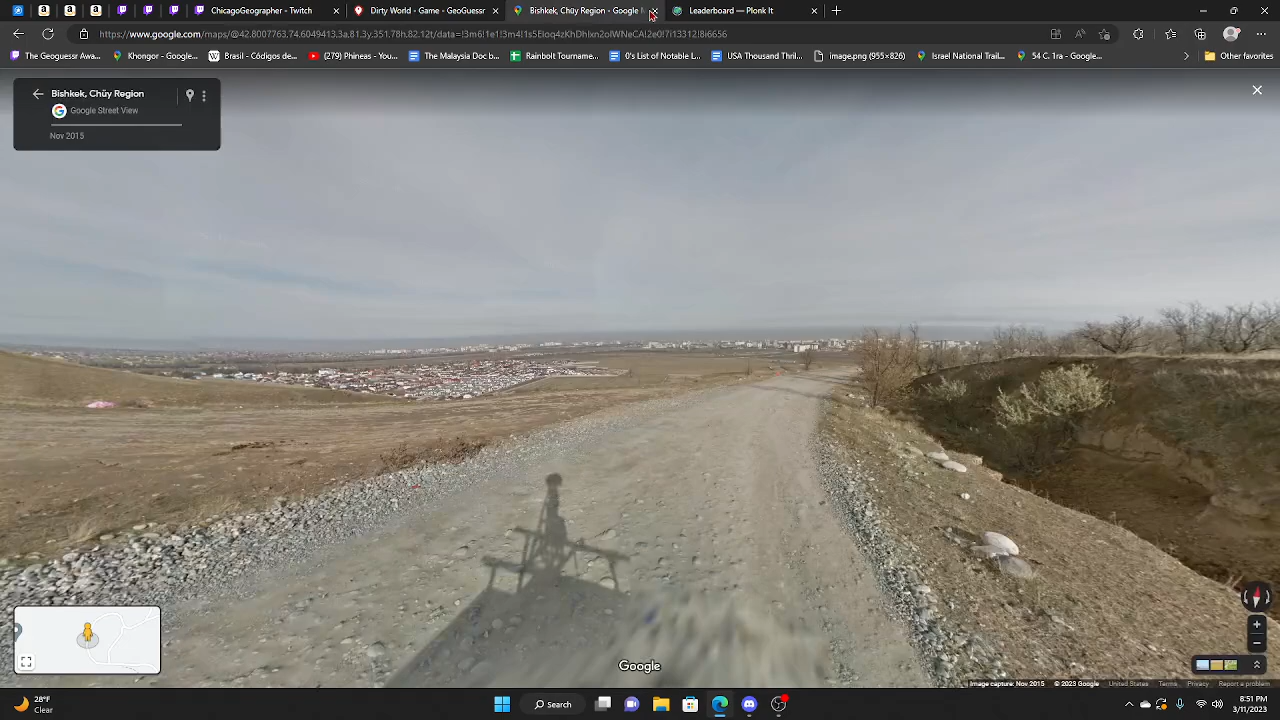 ChicagoGeographer - Twitch
Dirty World - Game - GeoGuessr
Bishkek, Chüy Region - Google M
Leaderboard — Plonk It
https://www.google.com/maps/@42.8007763,74.6049413,3a,81.3y,351.78h,82.12t/data=!3m6!1e1!3m4!1s5Eloq4zKhDhlxn2oIWNeCA!2e0!7i13312!8i6656
The Geoguessr Awa...
Khongor - Google...
Brasil - Códigos de...
(279) Phineas - You...
The Malaysia Doc b...
Rainbolt Tourname...
0's List of Notable L...
USA Thousand Thril...
image.png (955×826)
Israel National Trail...
54 C. 1ra - Google...
Other favorites
Bishkek, Chüy Region
Google Street View
Nov 2015
Google
Image capture: Nov 2015 © 2023 Google United States Terms Privacy Report a problem
28°F
Clear
Search
8:51 PM
3/11/2023